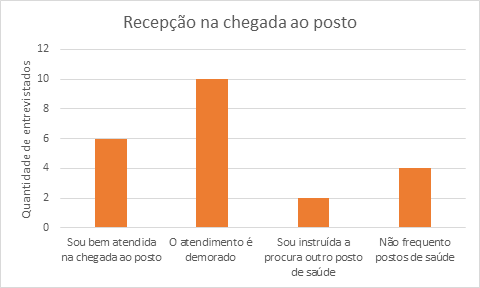 Recepção na chegada ao posto
Quantidade de entrevistados
12
10
8
6
4
2
0
Sou bem atendida
na chegada ao posto
O atendimento é
demorado
Sou instruída a
procura outro posto
de saúde
Não frequento
postos de saúde